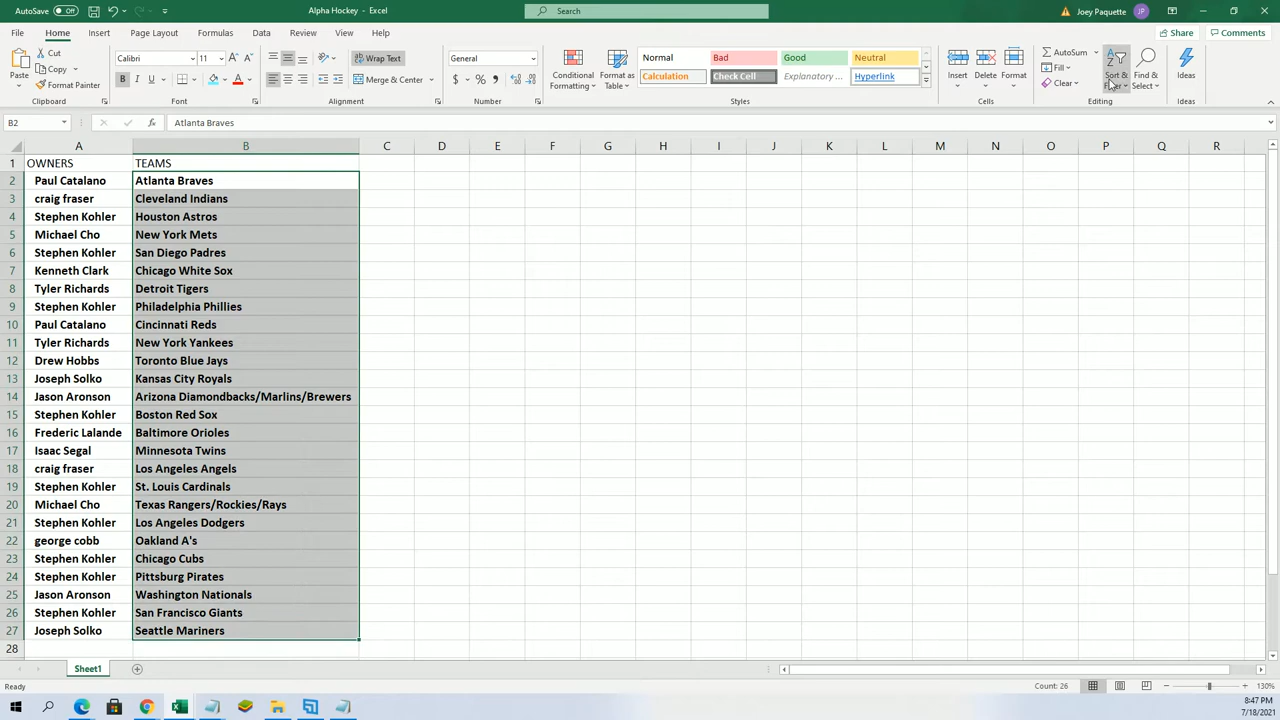 AutoSave Off Alpha Hockey - Excel Search Joey Paquette JP
File Home Insert Page Layout Formulas Data Review View Help Share Comments
Paste Cut Copy Format Painter Clipboard
Calibri 11 B I U Font
Wrap Text Merge & Center Alignment
General $ % Number
Conditional Formatting Format as Table Normal Bad Good Neutral Calculation Check Cell Explanatory ... Hyperlink Styles
Insert Delete Format Cells
AutoSum Fill Clear Sort & Find & Select Editing
Ideas Ideas
B2 fx Atlanta Braves
A B C D E F G H I J K L M N O P Q R
1 OWNERS TEAMS
2 Paul Catalano Atlanta Braves
3 craig fraser Cleveland Indians
4 Stephen Kohler Houston Astros
5 Michael Cho New York Mets
6 Stephen Kohler San Diego Padres
7 Kenneth Clark Chicago White Sox
8 Tyler Richards Detroit Tigers
9 Stephen Kohler Philadelphia Phillies
10 Paul Catalano Cincinnati Reds
11 Tyler Richards New York Yankees
12 Drew Hobbs Toronto Blue Jays
13 Joseph Solko Kansas City Royals
14 Jason Aronson Arizona Diamondbacks/Marlins/Brewers
15 Stephen Kohler Boston Red Sox
16 Frederic Lalande Baltimore Orioles
17 Isaac Segal Minnesota Twins
18 craig fraser Los Angeles Angels
19 Stephen Kohler St. Louis Cardinals
20 Michael Cho Texas Rangers/Rockies/Rays
21 Stephen Kohler Los Angeles Dodgers
22 george cobb Oakland A's
23 Stephen Kohler Chicago Cubs
24 Stephen Kohler Pittsburg Pirates
25 Jason Aronson Washington Nationals
26 Stephen Kohler San Francisco Giants
27 Joseph Solko Seattle Mariners
28
Sheet1
Ready Count: 26 130%
8:47 PM
7/18/2021